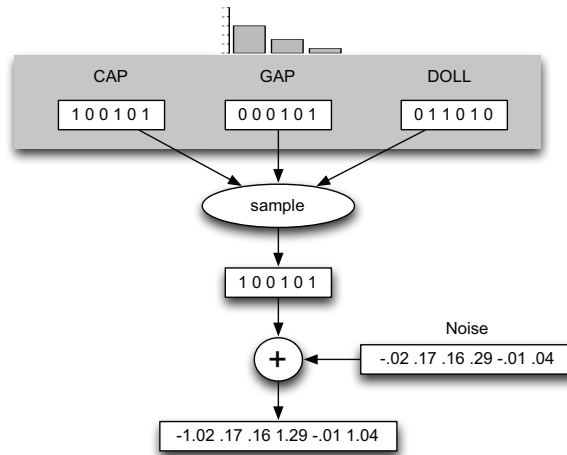 CAP GAP DOLL
1 0 0 1 0 1 0 0 0 1 0 1 0 1 1 0 1 0
sample
1 0 0 1 0 1
Noise
+ -.02 .17 .16 .29 -.01 .04
-1.02 .17 .16 1.29 -.01 1.04